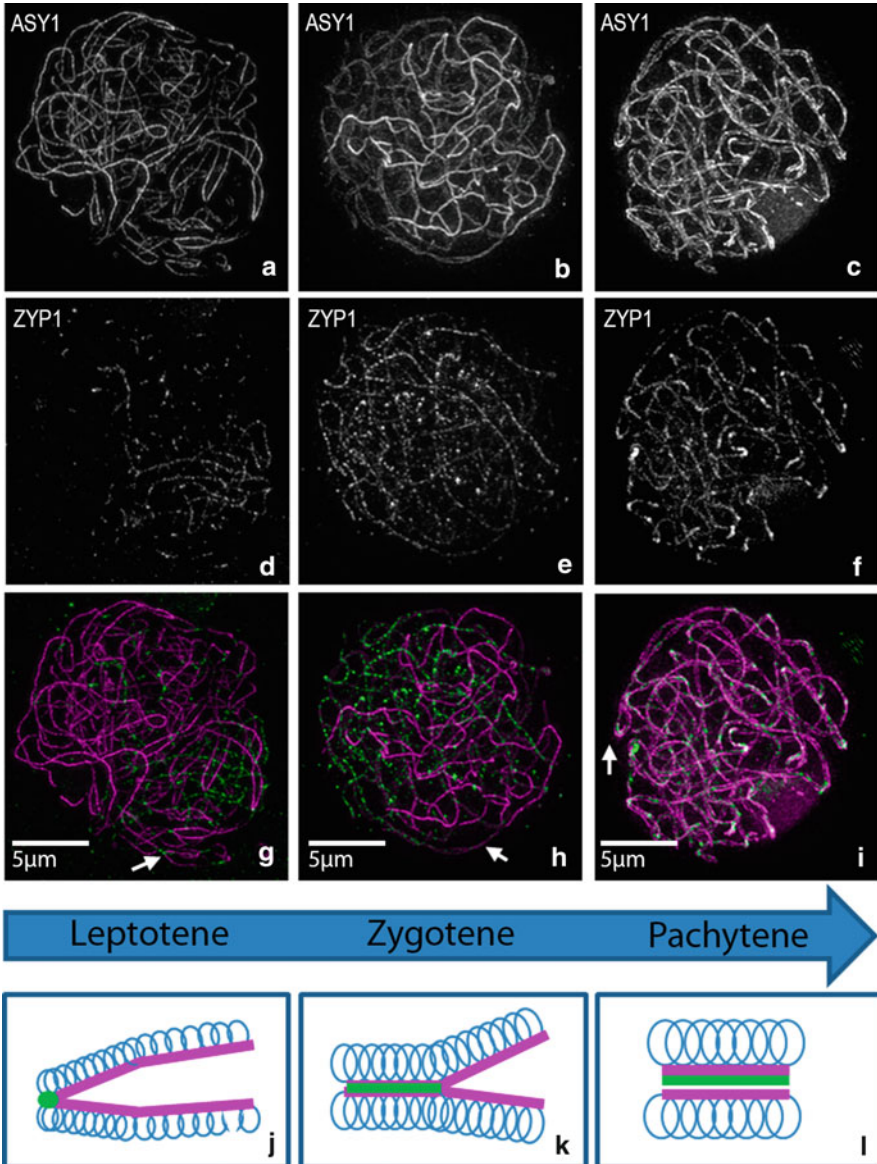 ASY1 ASY1 ASY1
a b c
ZYP1 ZYP1 ZYP1
d e f
5µm g 5µm h 5µm i
Leptotene Zygotene Pachytene
j k l